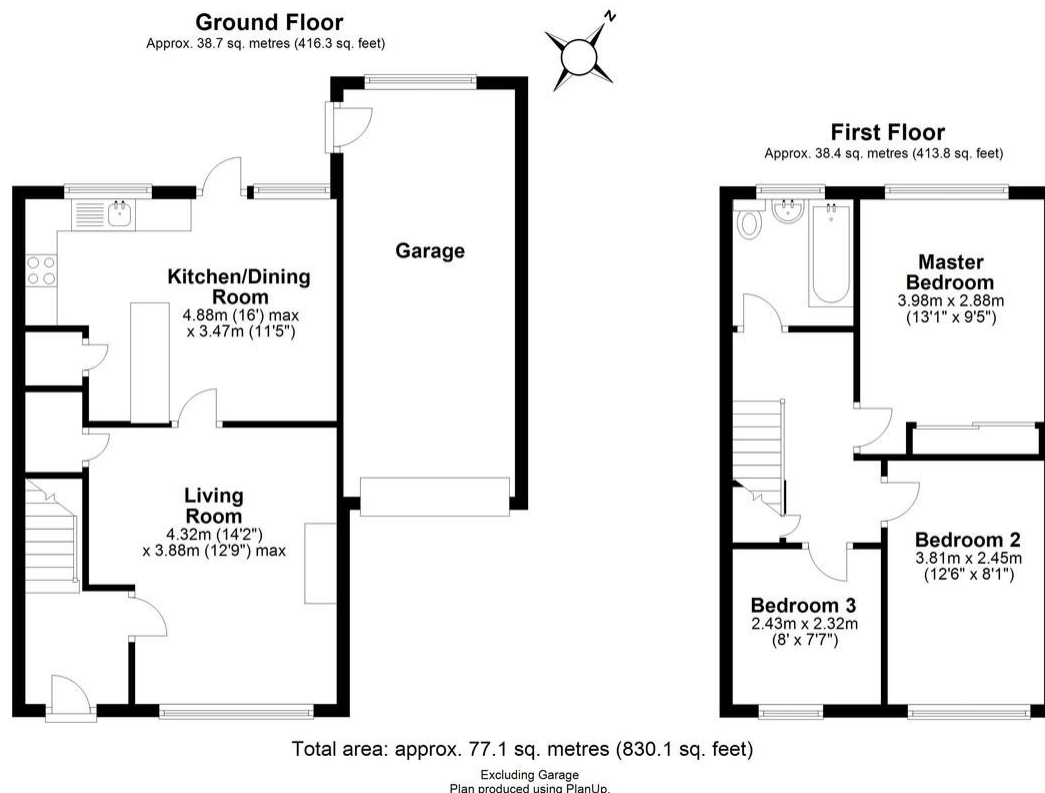 Ground Floor
Approx. 38.7 sq. metres (416.3 sq. feet)
N
First Floor
Approx. 38.4 sq. metres (413.8 sq. feet)
Garage
Kitchen/Dining
Room
4.88m (16') max
x 3.47m (11'5")
Master
Bedroom
3.98m x 2.88m
(13'1" x 9'5")
Living
Room
4.32m (14'2")
x 3.88m (12'9") max
Bedroom 2
3.81m x 2.45m
(12'6" x 8'1")
Bedroom 3
2.43m x 2.32m
(8' x 7'7")
Total area: approx. 77.1 sq. metres (830.1 sq. feet)
Excluding Garage
Plan produced using PlanUp.